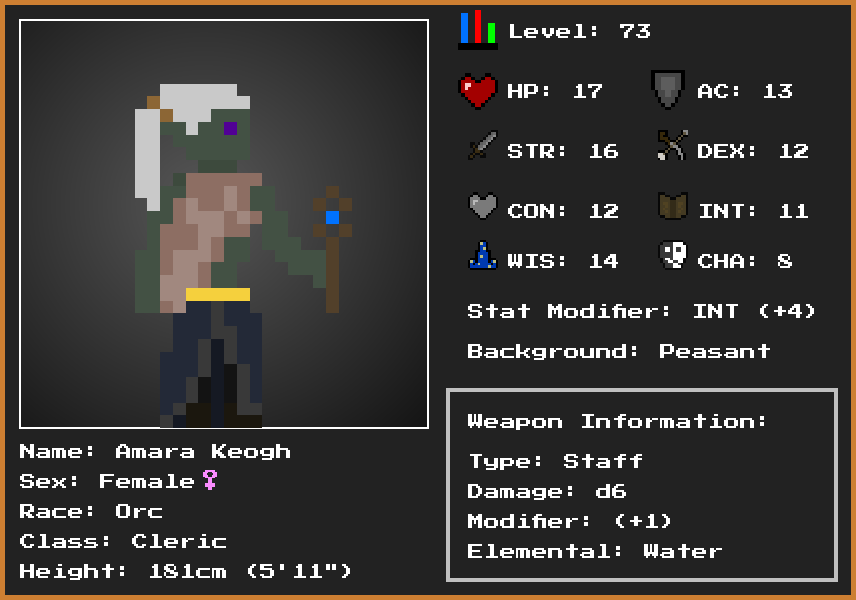 Level: 73
HP: 17
AC: 13
STR: 16
DEX: 12
CON: 12
INT: 11
WIS: 14
CHA: 8
Stat Modifier: INT (+4)
Background: Peasant
Weapon Information:
Type: Staff
Damage: d6
Modifier: (+1)
Elemental: Water
Name: Amara Keogh
Sex: Female♀
Race: Orc
Class: Cleric
Height: 181cm (5'11")